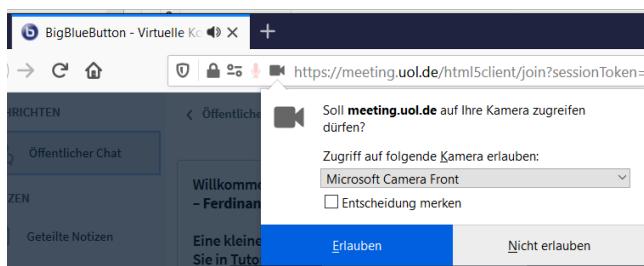 BigBlueButton - Virtuelle Ko
https://meeting.uol.de/html5client/join?sessionToken=
Soll meeting.uol.de auf Ihre Kamera zugreifen
dürfen?
Zugriff auf folgende Kamera erlauben:
Microsoft Camera Front
Entscheidung merken
Erlauben
Nicht erlauben
HRICHTEN
Öffentlicher Chat
ZEN
Geteilte Notizen
Öffentliche
Willkomme
– Ferdinan
Eine kleine
Sie in Tuto